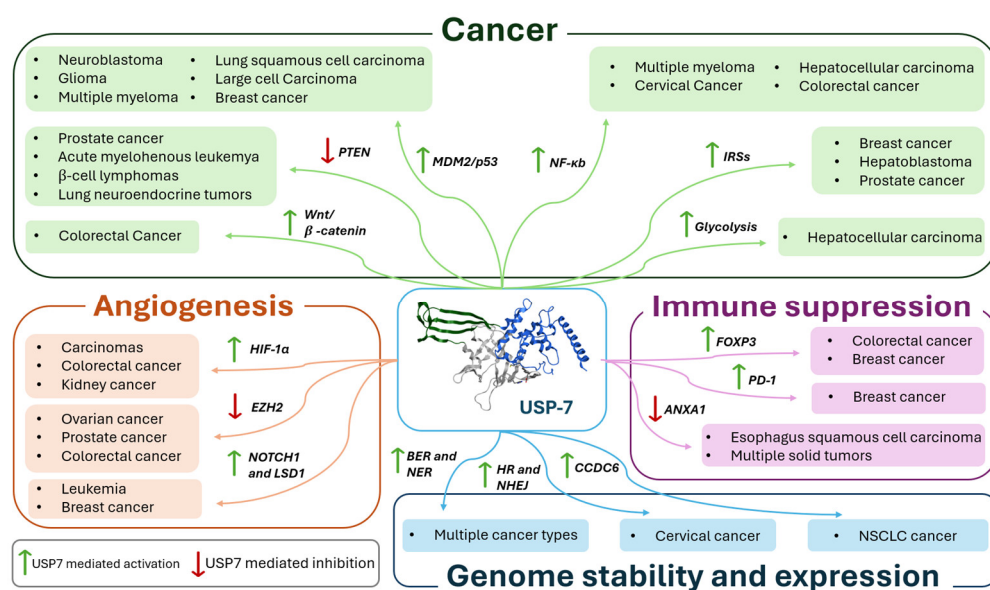 Cancer
• Neuroblastoma
• Glioma
• Multiple myeloma
• Lung squamous cell carcinoma
• Large cell Carcinoma
• Breast cancer
• Multiple myeloma
• Cervical Cancer
• Hepatocellular carcinoma
• Colorectal cancer
• Prostate cancer
• Acute myelohenous leukemya
• β-cell lymphomas
• Lung neuroendocrine tumors
PTEN
MDM2/p53
NF-κb
IRSs
• Breast cancer
• Hepatoblastoma
• Prostate cancer
• Colorectal Cancer
Wnt/
β -catenin
Glycolysis
• Hepatocellular carcinoma
Angiogenesis
• Carcinomas
• Colorectal cancer
• Kidney cancer
HIF-1α
• Ovarian cancer
• Prostate cancer
• Colorectal cancer
EZH2
• Leukemia
• Breast cancer
NOTCH1
and LSD1
USP-7
Immune suppression
FOXP3
• Colorectal cancer
• Breast cancer
PD-1
• Breast cancer
ANXA1
• Esophagus squamous cell carcinoma
• Multiple solid tumors
BER and
NER
HR and
NHEJ
CCDC6
• Multiple cancer types
• Cervical cancer
• NSCLC cancer
Genome stability and expression
USP7 mediated activation
USP7 mediated inhibition